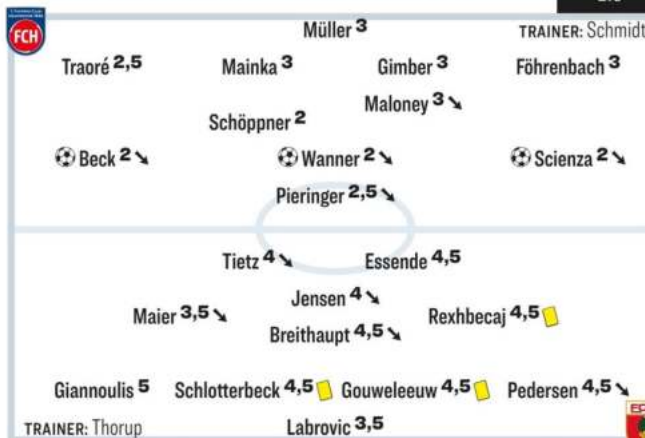 FCH
Müller 3
TRAINER: Schmidt
Traoré 2,5 Mainka 3 Gimber 3 Föhrenbach 3
Maloney 3
Schöppner 2
Beck 2 Wanner 2 Scienza 2
Pieringer 2,5
Tietz 4 Essende 4,5
Jensen 4
Maier 3,5 Rexhbecaj 4,5
Breithaupt 4,5
Giannoulis 5 Schlotterbeck 4,5 Gouweleeuw 4,5 Pedersen 4,5
TRAINER: Thorup
Labrovic 3,5